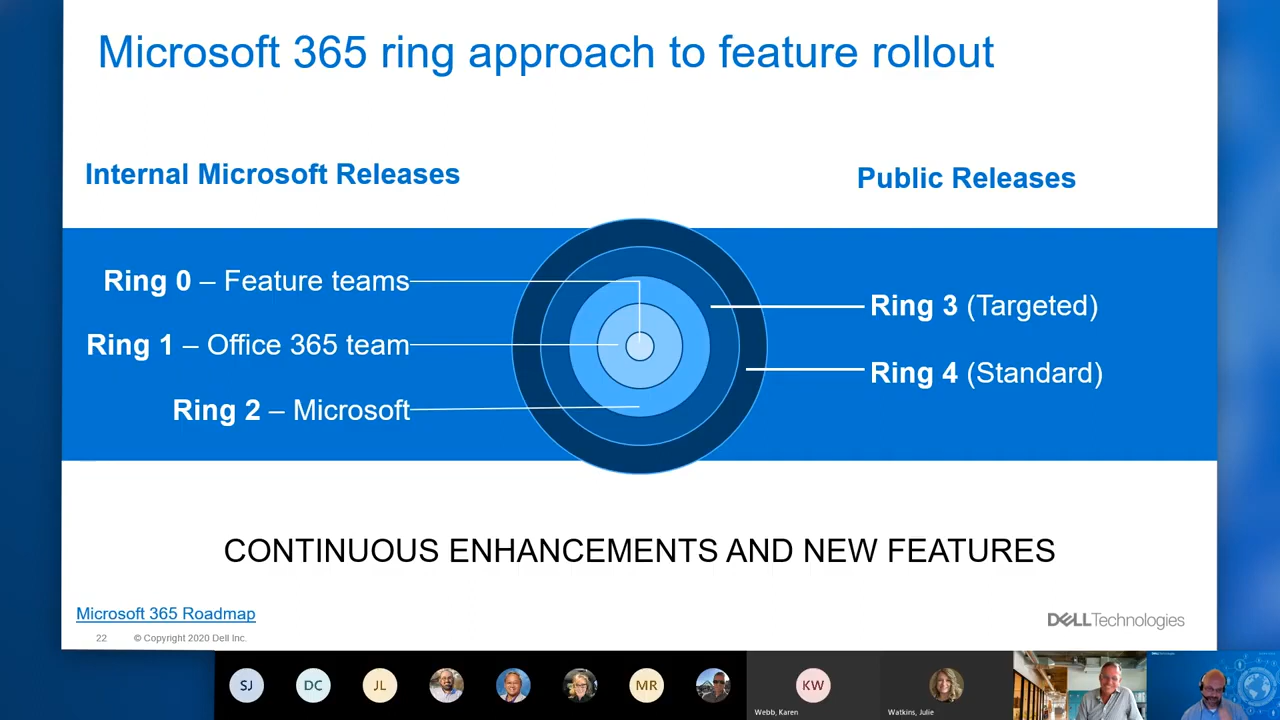 Microsoft 365 ring approach to feature rollout
Internal Microsoft Releases
Public Releases
Ring 0 – Feature teams
Ring 1 – Office 365 team
Ring 2 – Microsoft
Ring 3 (Targeted)
Ring 4 (Standard)
CONTINUOUS ENHANCEMENTS AND NEW FEATURES
Microsoft 365 Roadmap
22 © Copyright 2020 Dell Inc.
DELLTechnologies
SJ
DC
JL
MR
KW
Webb, Karen
Watkins, Julie